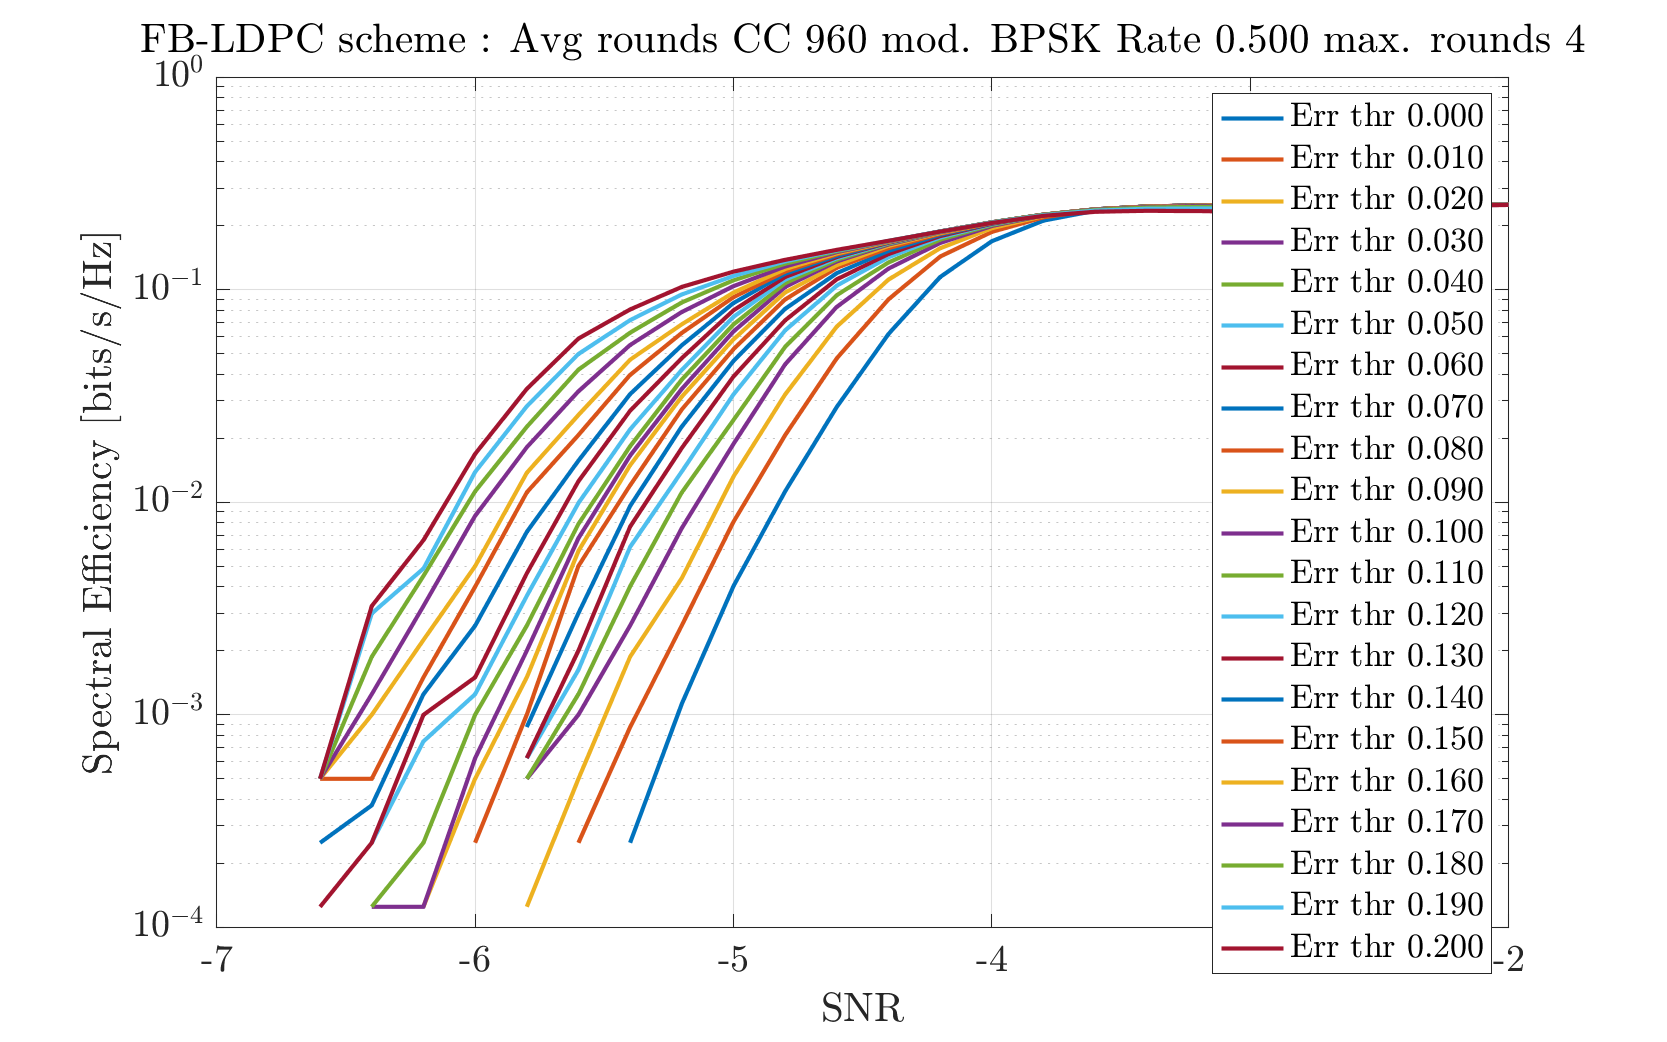 FB-LDPC scheme : Avg rounds CC 960 mod. BPSK Rate 0.500 max. rounds 4
10^0
10^-1
10^-2
10^-3
10^-4
Spectral Efficiency [bits/s/Hz]
Err thr 0.000
Err thr 0.010
Err thr 0.020
Err thr 0.030
Err thr 0.040
Err thr 0.050
Err thr 0.060
Err thr 0.070
Err thr 0.080
Err thr 0.090
Err thr 0.100
Err thr 0.110
Err thr 0.120
Err thr 0.130
Err thr 0.140
Err thr 0.150
Err thr 0.160
Err thr 0.170
Err thr 0.180
Err thr 0.190
Err thr 0.200
-7 -6 -5 -4 -2
SNR